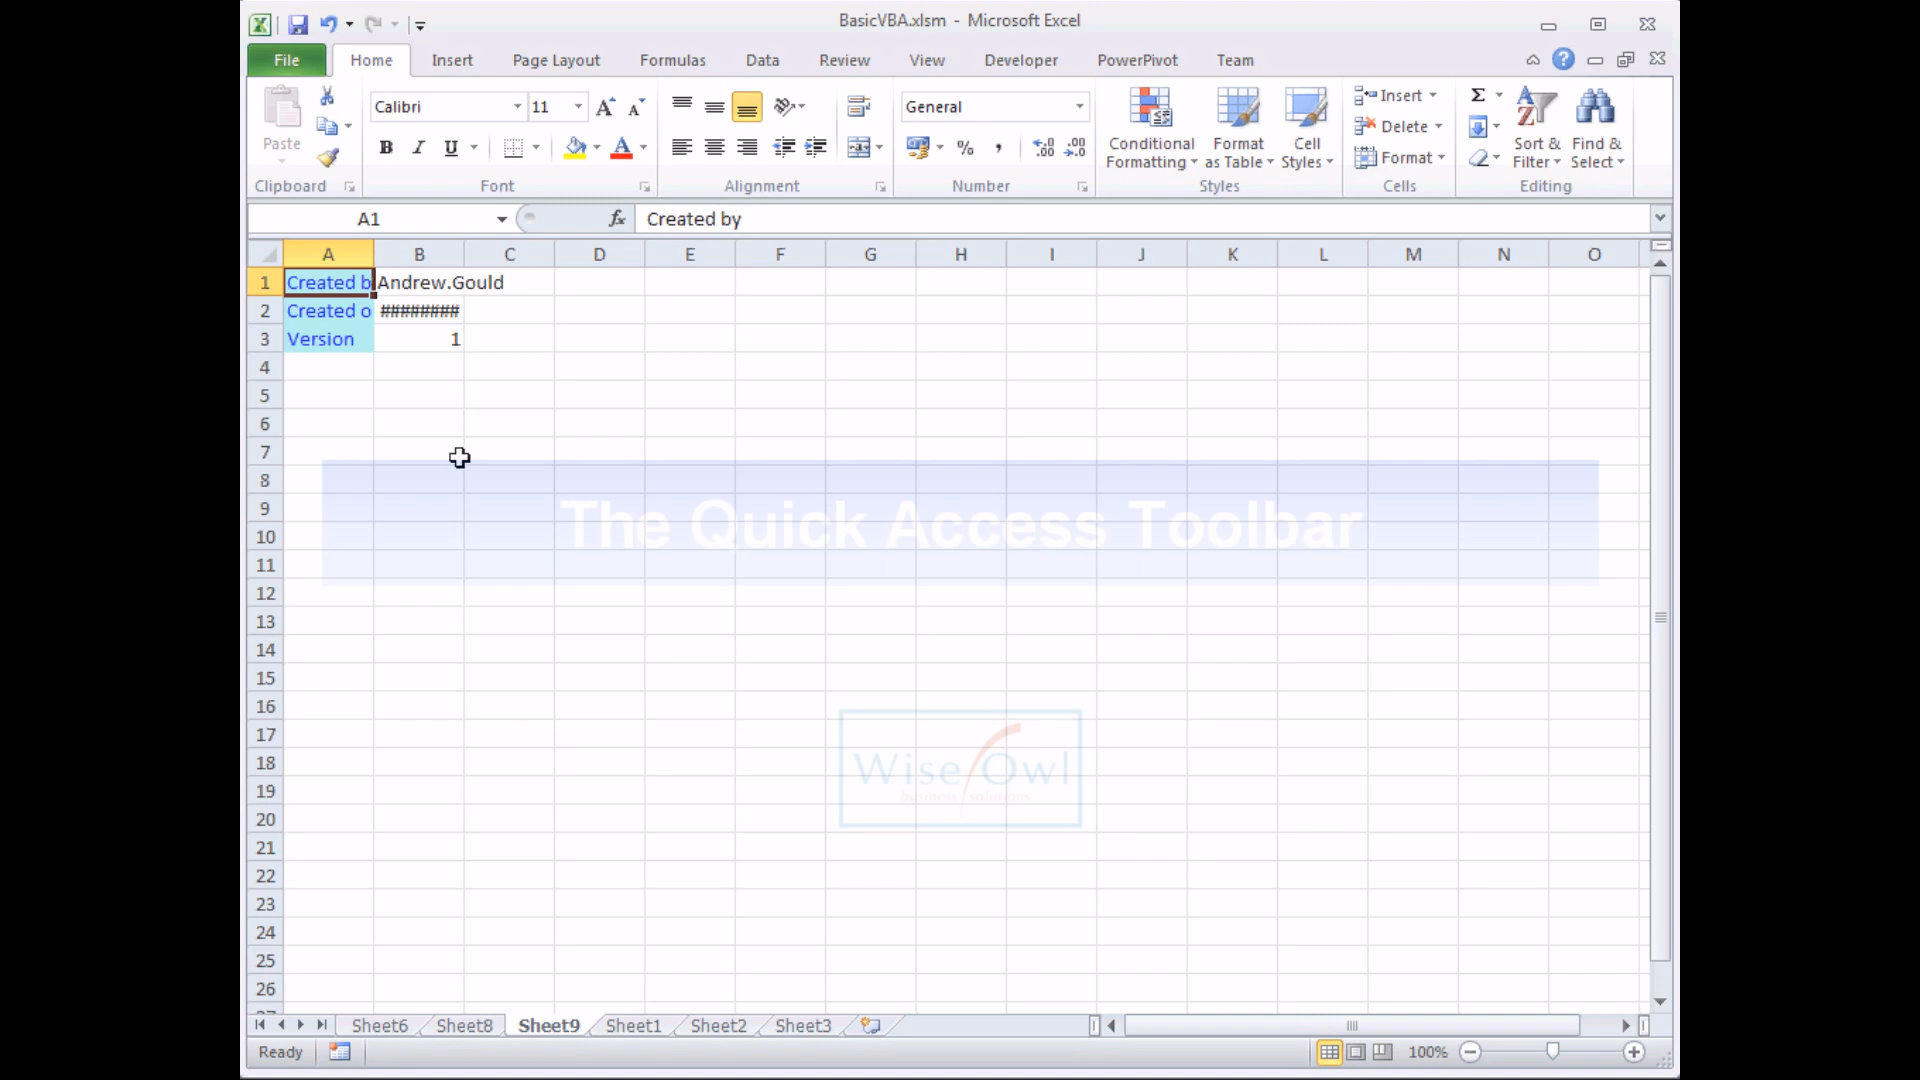 BasicVBA.xlsm - Microsoft Excel
File Home Insert Page Layout Formulas Data Review View Developer PowerPivot Team
Calibri 11 General
Paste
B I U
Conditional Formatting
Format as Table
Cell Styles
Insert
Delete
Format
Sort & Filter
Find & Select
Clipboard Font Alignment Number Styles Cells Editing
A1 fx Created by
A B C D E F G H I J K L M N O
1 Created b Andrew.Gould
2 Created o ########
3 Version 1
4
5
6
7
8
9
10
The Quick Access Toolbar
11
12
13
14
15
16
17
18
19
Wise Owl
business solutions
20
21
22
23
24
25
26
Sheet6 Sheet8 Sheet9 Sheet1 Sheet2 Sheet3
Ready 100%